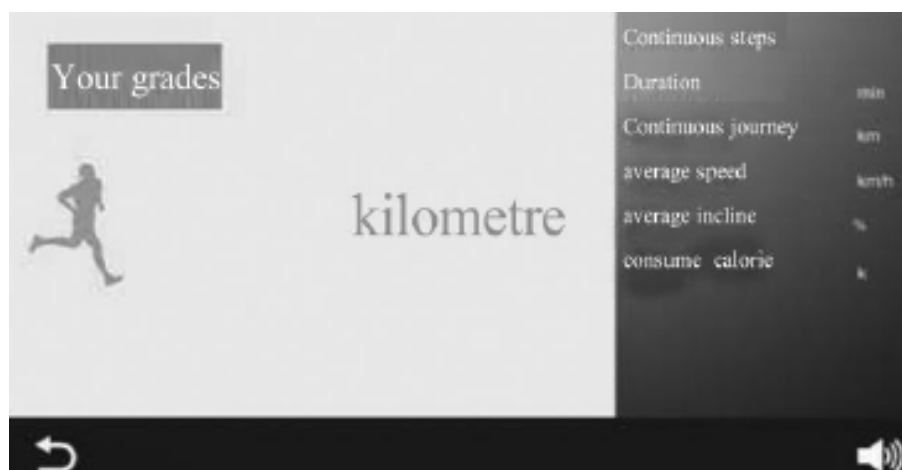 Your grades
kilometre
Continuous steps
Duration min
Continuous journey km
average speed km/h
average incline %
consume calorie k